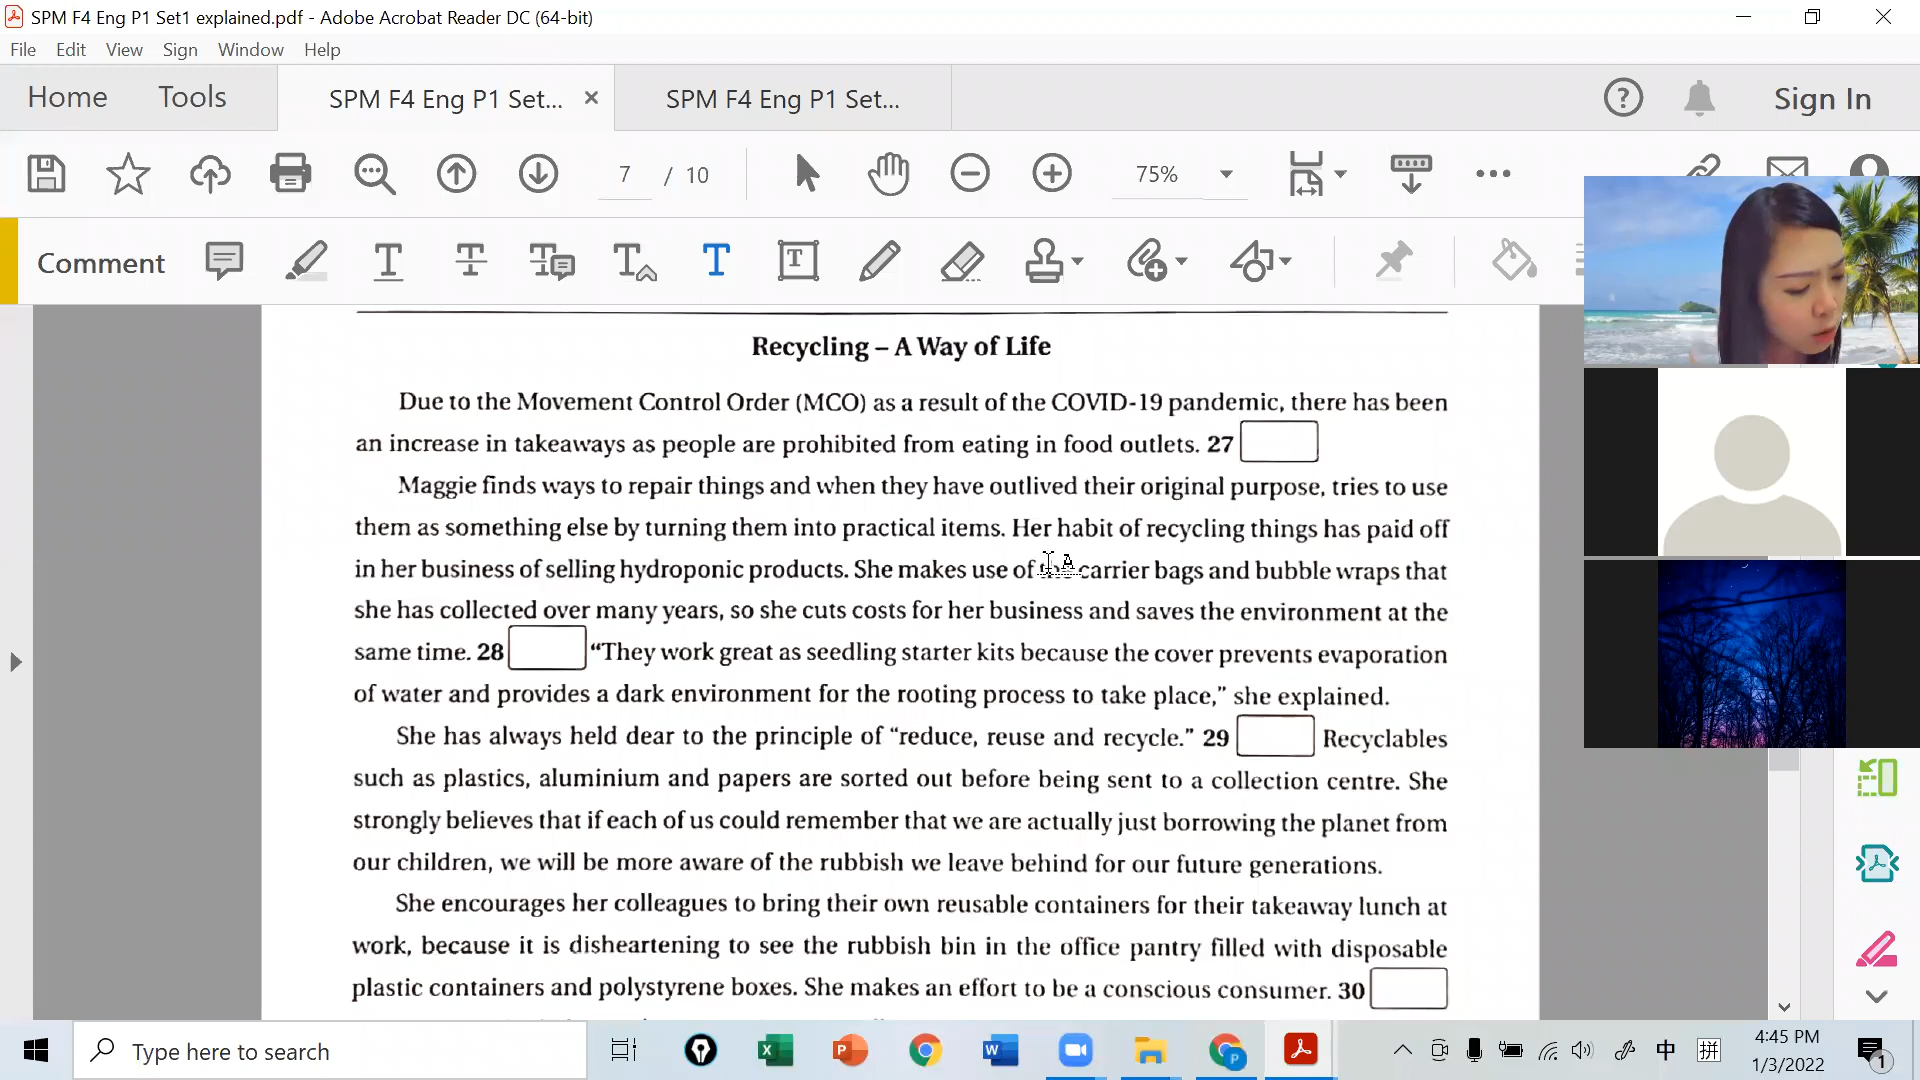 SPM F4 Eng P1 Set1 explained.pdf - Adobe Acrobat Reader DC (64-bit)
File Edit View Sign Window Help
Home Tools SPM F4 Eng P1 Set... × SPM F4 Eng P1 Set... Sign In
7 / 10 75%
Comment
Recycling – A Way of Life
Due to the Movement Control Order (MCO) as a result of the COVID-19 pandemic, there has been
an increase in takeaways as people are prohibited from eating in food outlets. 27
Maggie finds ways to repair things and when they have outlived their original purpose, tries to use
them as something else by turning them into practical items. Her habit of recycling things has paid off
in her business of selling hydroponic products. She makes use of the carrier bags and bubble wraps that
she has collected over many years, so she cuts costs for her business and saves the environment at the
same time. 28 “They work great as seedling starter kits because the cover prevents evaporation
of water and provides a dark environment for the rooting process to take place,” she explained.
She has always held dear to the principle of “reduce, reuse and recycle.” 29 Recyclables
such as plastics, aluminium and papers are sorted out before being sent to a collection centre. She
strongly believes that if each of us could remember that we are actually just borrowing the planet from
our children, we will be more aware of the rubbish we leave behind for our future generations.
She encourages her colleagues to bring their own reusable containers for their takeaway lunch at
work, because it is disheartening to see the rubbish bin in the office pantry filled with disposable
plastic containers and polystyrene boxes. She makes an effort to be a conscious consumer. 30
Type here to search
中 拼
4:45 PM
1/3/2022
1